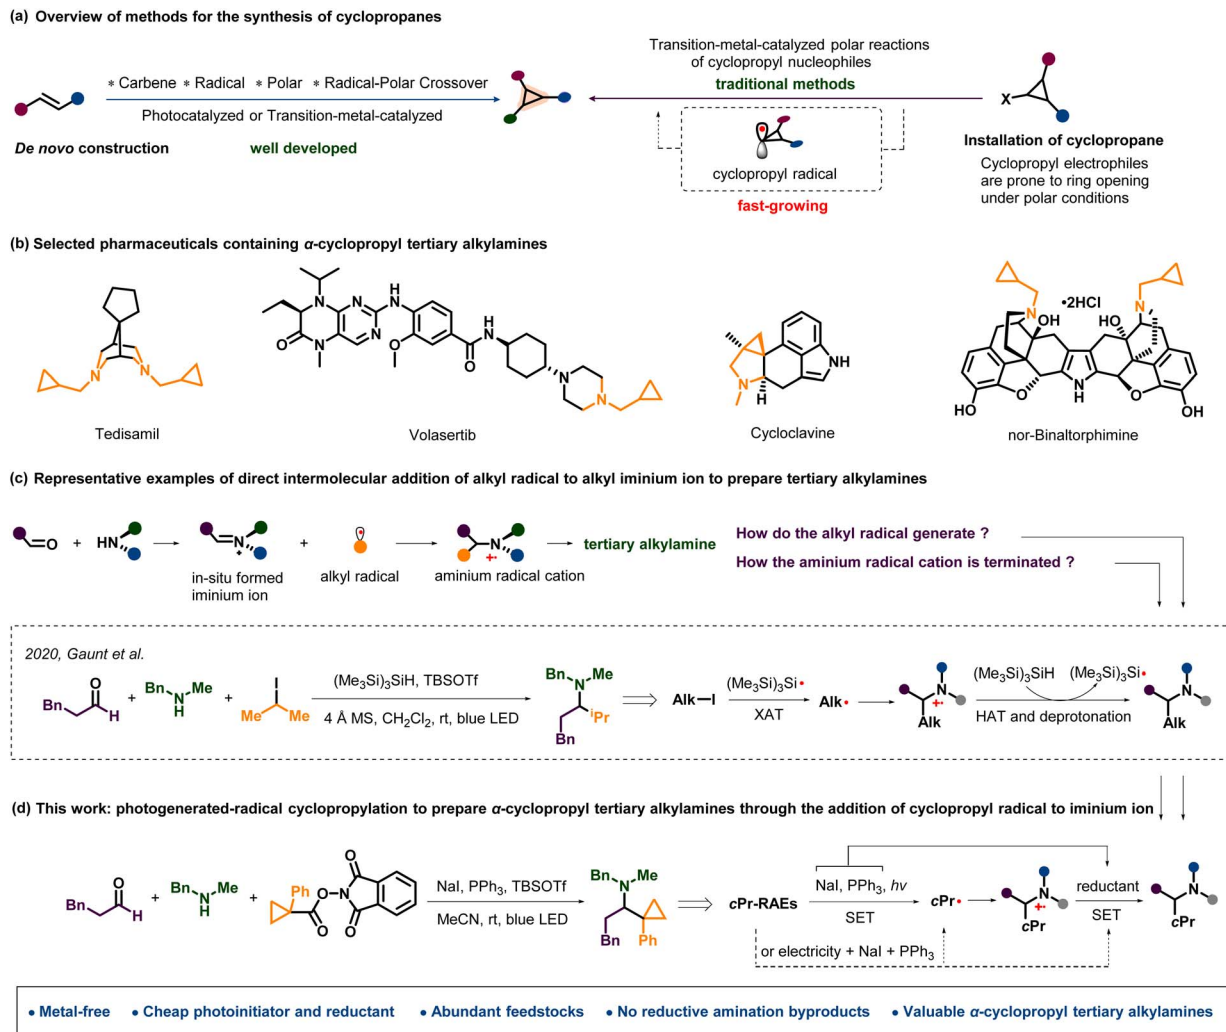 (a) Overview of methods for the synthesis of cyclopropanes
* Carbene * Radical * Polar * Radical-Polar Crossover
Photocatalyzed or Transition-metal-catalyzed
De novo construction
well developed
Transition-metal-catalyzed polar reactions
of cyclopropyl nucleophiles
traditional methods
cyclopropyl radical
fast-growing
X
Installation of cyclopropane
Cyclopropyl electrophiles
are prone to ring opening
under polar conditions
(b) Selected pharmaceuticals containing α-cyclopropyl tertiary alkylamines
N
N
Tedisamil
N
N
H
N
O
N
Me
N
O
H
N
O
N
N
Volasertib
N
H
NH
Cycloclavine
N
N
•2HCl
OH
HO
O
N
H
O
HO
OH
nor-Binaltorphimine
(c) Representative examples of direct intermolecular addition of alkyl radical to alkyl iminium ion to prepare tertiary alkylamines
O
+
HN
N
+
+
N
+•
tertiary alkylamine
in-situ formed
iminium ion
alkyl radical
aminium radical cation
How do the alkyl radical generate ?
How the aminium radical cation is terminated ?
2020, Gaunt et al.
Bn
O
H
+
Bn
N
H
Me
+
I
Me
Me
(Me3Si)3SiH, TBSOTf
4 Å MS, CH2Cl2, rt, blue LED
Bn
N
Me
iPr
Bn
Alk–I
(Me3Si)3Si•
XAT
Alk•
N
+•
Alk
(Me3Si)3SiH
(Me3Si)3Si•
HAT and deprotonation
N
Alk
(d) This work: photogenerated-radical cyclopropylation to prepare α-cyclopropyl tertiary alkylamines through the addition of cyclopropyl radical to iminium ion
Bn
O
H
+
Bn
N
H
Me
+
Ph
O
O
N
O
O
NaI, PPh3, TBSOTf
MeCN, rt, blue LED
Bn
N
Me
Bn
Ph
cPr-RAEs
NaI, PPh3, hv
SET
cPr•
N
+•
cPr
reductant
SET
N
cPr
or electricity + NaI + PPh3
• Metal-free • Cheap photoinitiator and reductant • Abundant feedstocks • No reductive amination byproducts • Valuable α-cyclopropyl tertiary alkylamines